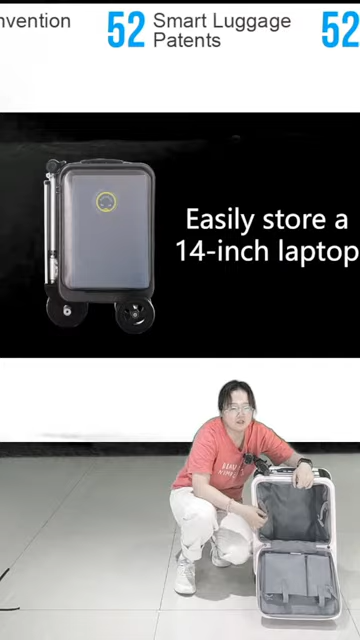 nvention
52 Smart Luggage
Patents
52
Easily store a
14-inch laptop